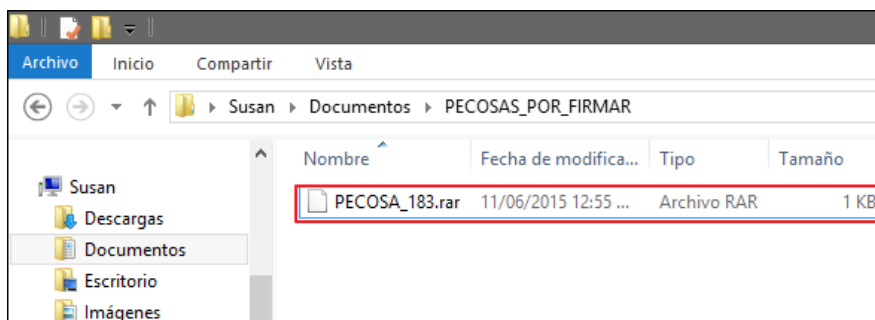 Archivo Inicio Compartir Vista
Susan Documentos PECOSAS_POR_FIRMAR
Nombre Fecha de modifica... Tipo Tamaño
Susan
PECOSA_183.rar 11/06/2015 12:55 ... Archivo RAR 1 KB
Descargas
Documentos
Escritorio
Imágenes